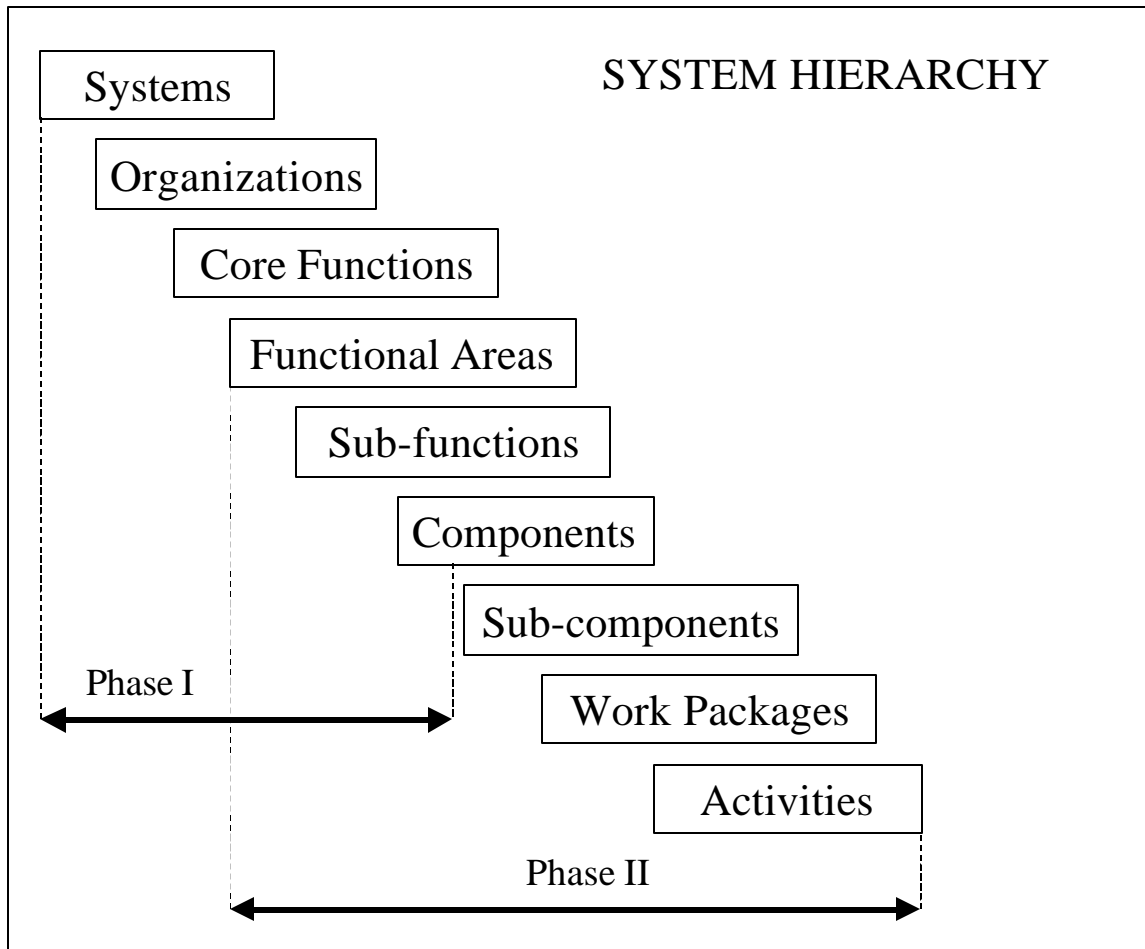 SYSTEM HIERARCHY
Systems
Organizations
Core Functions
Functional Areas
Sub-functions
Components
Sub-components
Phase I
Work Packages
Activities
Phase II